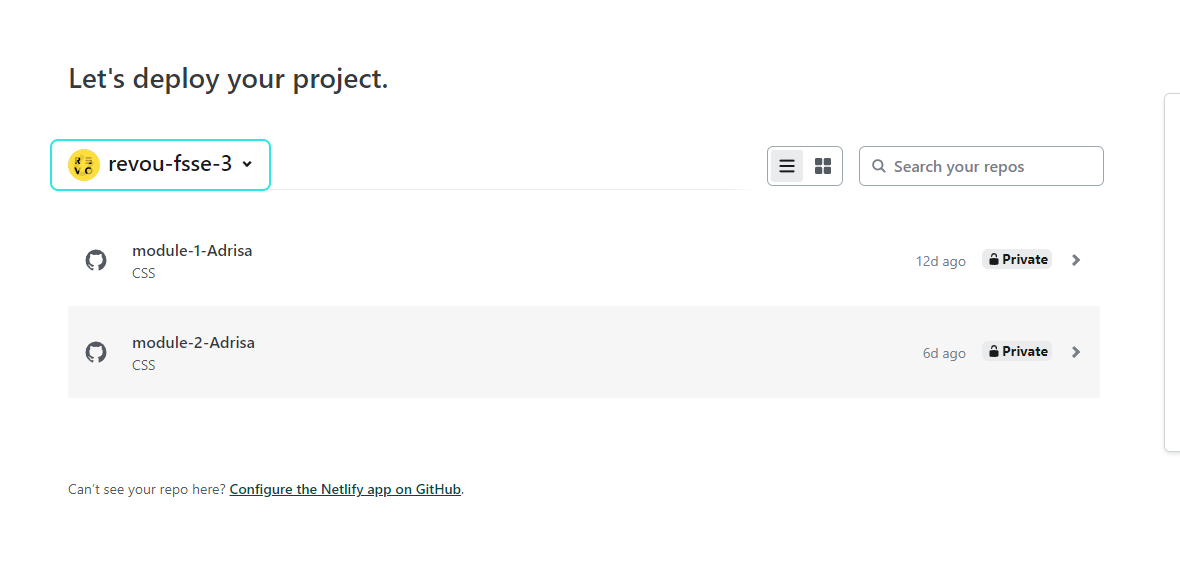 Let's deploy your project.
REVO
revou-fsse-3
Search your repos
module-1-Adrisa
CSS
12d ago
Private
module-2-Adrisa
CSS
6d ago
Private
Can't see your repo here? Configure the Netlify app on GitHub.